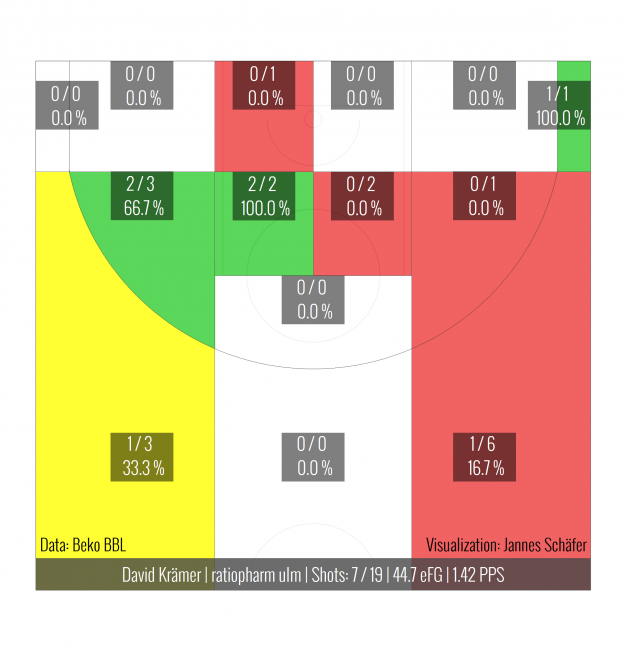 0 / 0
0.0 %
0 / 0
0.0 %
0 / 1
0.0 %
0 / 0
0.0 %
0 / 0
0.0 %
1 / 1
100.0 %
2 / 3
66.7 %
2 / 2
100.0 %
0 / 2
0.0 %
0 / 1
0.0 %
0 / 0
0.0 %
1 / 3
33.3 %
0 / 0
0.0 %
1 / 6
16.7 %
Data: Beko BBL
Visualization: Jannes Schäfer
David Krämer | ratiopharm ulm | Shots: 7 / 19 | 44.7 eFG | 1.42 PPS